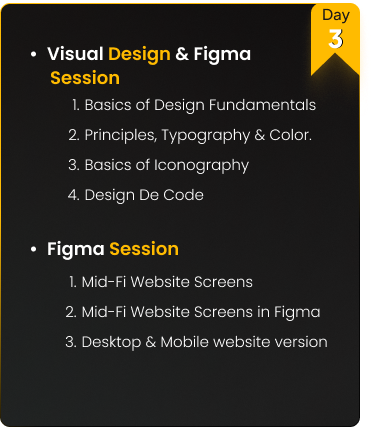 Day
3
• Visual Design & Figma
Session
1. Basics of Design Fundamentals
2. Principles, Typography & Color.
3. Basics of Iconography
4. Design De Code
• Figma Session
1. Mid-Fi Website Screens
2. Mid-Fi Website Screens in Figma
3. Desktop & Mobile website version